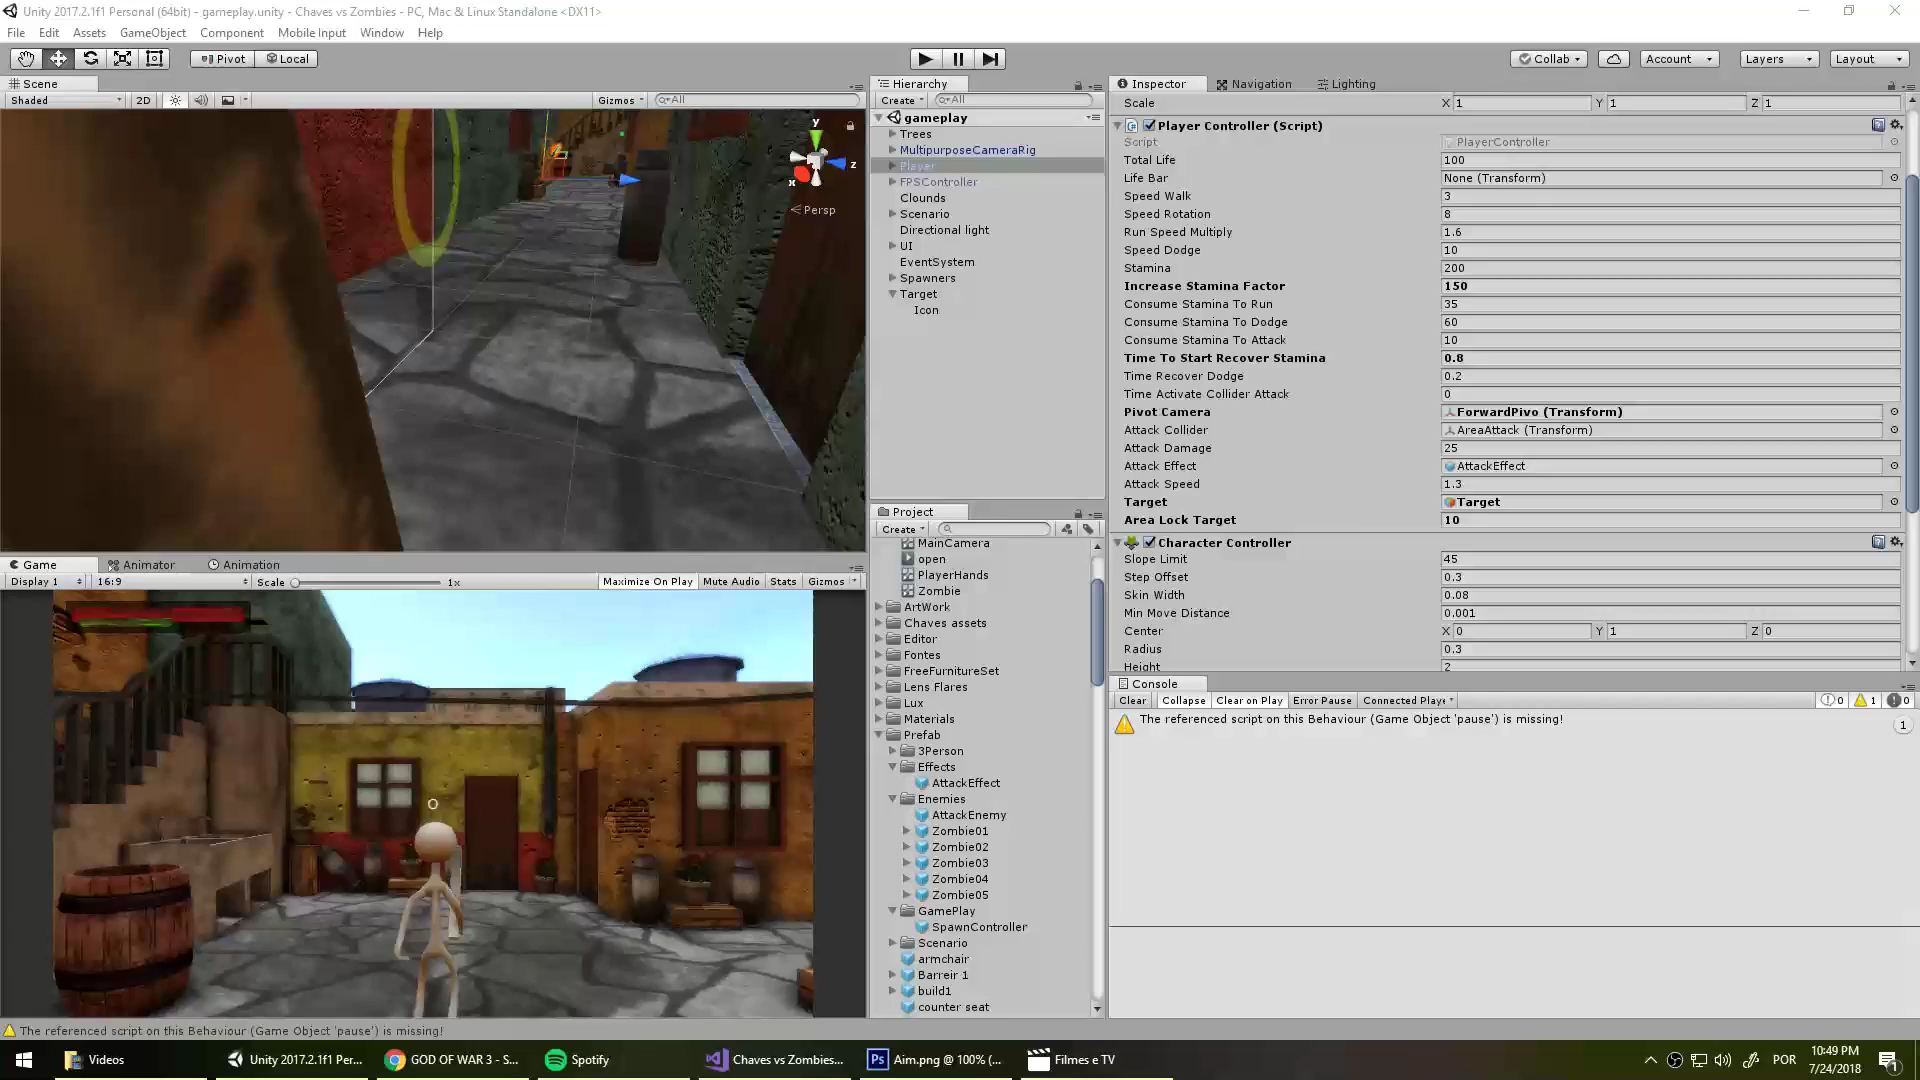 Unity 2017.2.1f1 Personal (64bit) - gameplay.unity - Chaves vs Zombies - PC, Mac & Linux Standalone <DX11>
File Edit Assets GameObject Component Mobile Input Window Help
Pivot Local Collab Account Layers Layout
Scene
Shaded 2D Gizmos All
y
z
x
Persp
Hierarchy
Create All
gameplay
Trees
MultipurposeCameraRig
Player
FPSController
Clounds
Scenario
Directional light
UI
EventSystem
Spawners
Target
Icon
Inspector Navigation Lighting
Scale X 1 Y 1 Z 1
Player Controller (Script)
Script PlayerController
Total Life 100
Life Bar None (Transform)
Speed Walk 3
Speed Rotation 8
Run Speed Multiply 1.6
Speed Dodge 10
Stamina 200
Increase Stamina Factor 150
Consume Stamina To Run 35
Consume Stamina To Dodge 60
Consume Stamina To Attack 10
Time To Start Recover Stamina 0.8
Time Recover Dodge 0.2
Time Activate Collider Attack 0
Pivot Camera ForwardPivo (Transform)
Attack Collider AreaAttack (Transform)
Attack Damage 25
Attack Effect AttackEffect
Attack Speed 1.3
Target Target
Area Lock Target 10
Character Controller
Slope Limit 45
Step Offset 0.3
Skin Width 0.08
Min Move Distance 0.001
Center X 0 Y 1 Z 0
Radius 0.3
Height 2
Game Animator Animation
Display 1 16:9 Scale 1x Maximize On Play Mute Audio Stats Gizmos
Project
Create
MainCamera
open
PlayerHands
Zombie
ArtWork
Chaves assets
Editor
Fontes
FreeFurnitureSet
Lens Flares
Lux
Materials
Prefab
3Person
Effects
AttackEffect
Enemies
AttackEnemy
Zombie01
Zombie02
Zombie03
Zombie04
Zombie05
GamePlay
SpawnController
Scenario
armchair
Barreir 1
build1
counter seat
Console
Clear Collapse Clear on Play Error Pause Connected Playe 0 1 0
The referenced script on this Behaviour (Game Object 'pause') is missing! 1
The referenced script on this Behaviour (Game Object 'pause') is missing!
Videos Unity 2017.2.1f1 Per... GOD OF WAR 3 - S... Spotify Chaves vs Zombies... Ps Aim.png @ 100% (... Filmes e TV POR 10:49 PM
7/24/2018 1